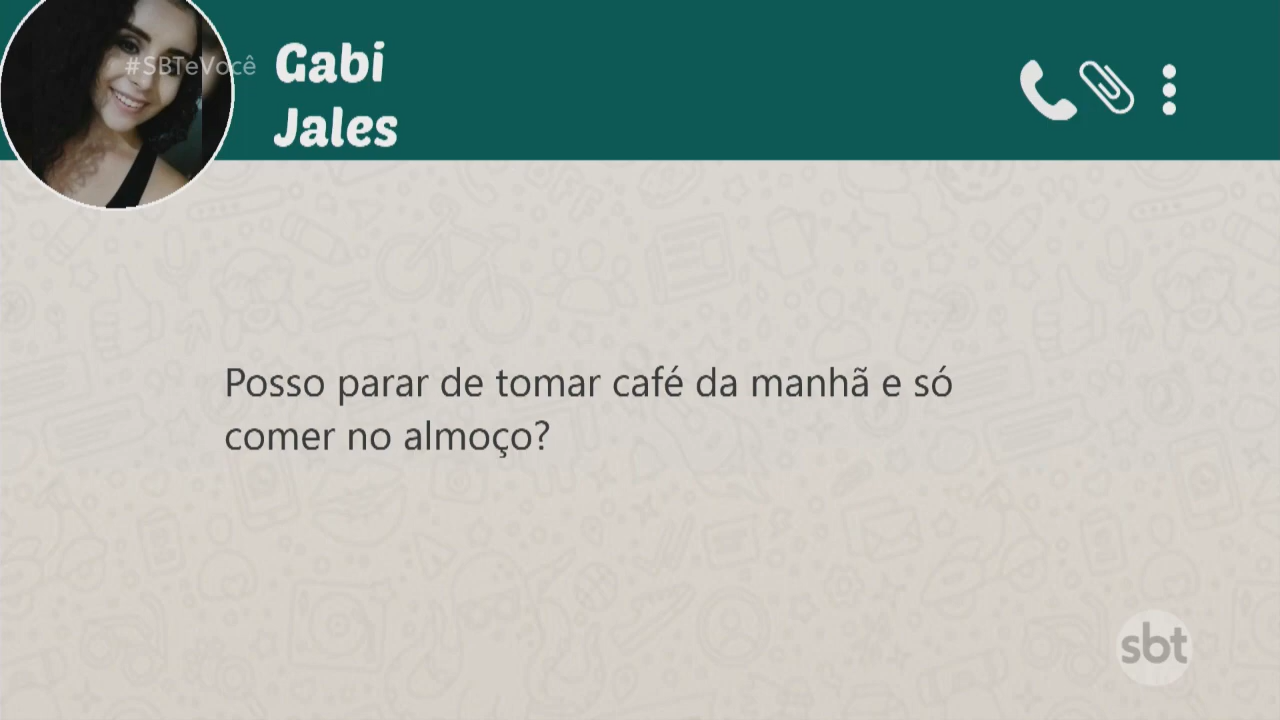 #SBTeVocê
Gabi
Jales
Posso parar de tomar café da manhã e só
comer no almoço?
sbt